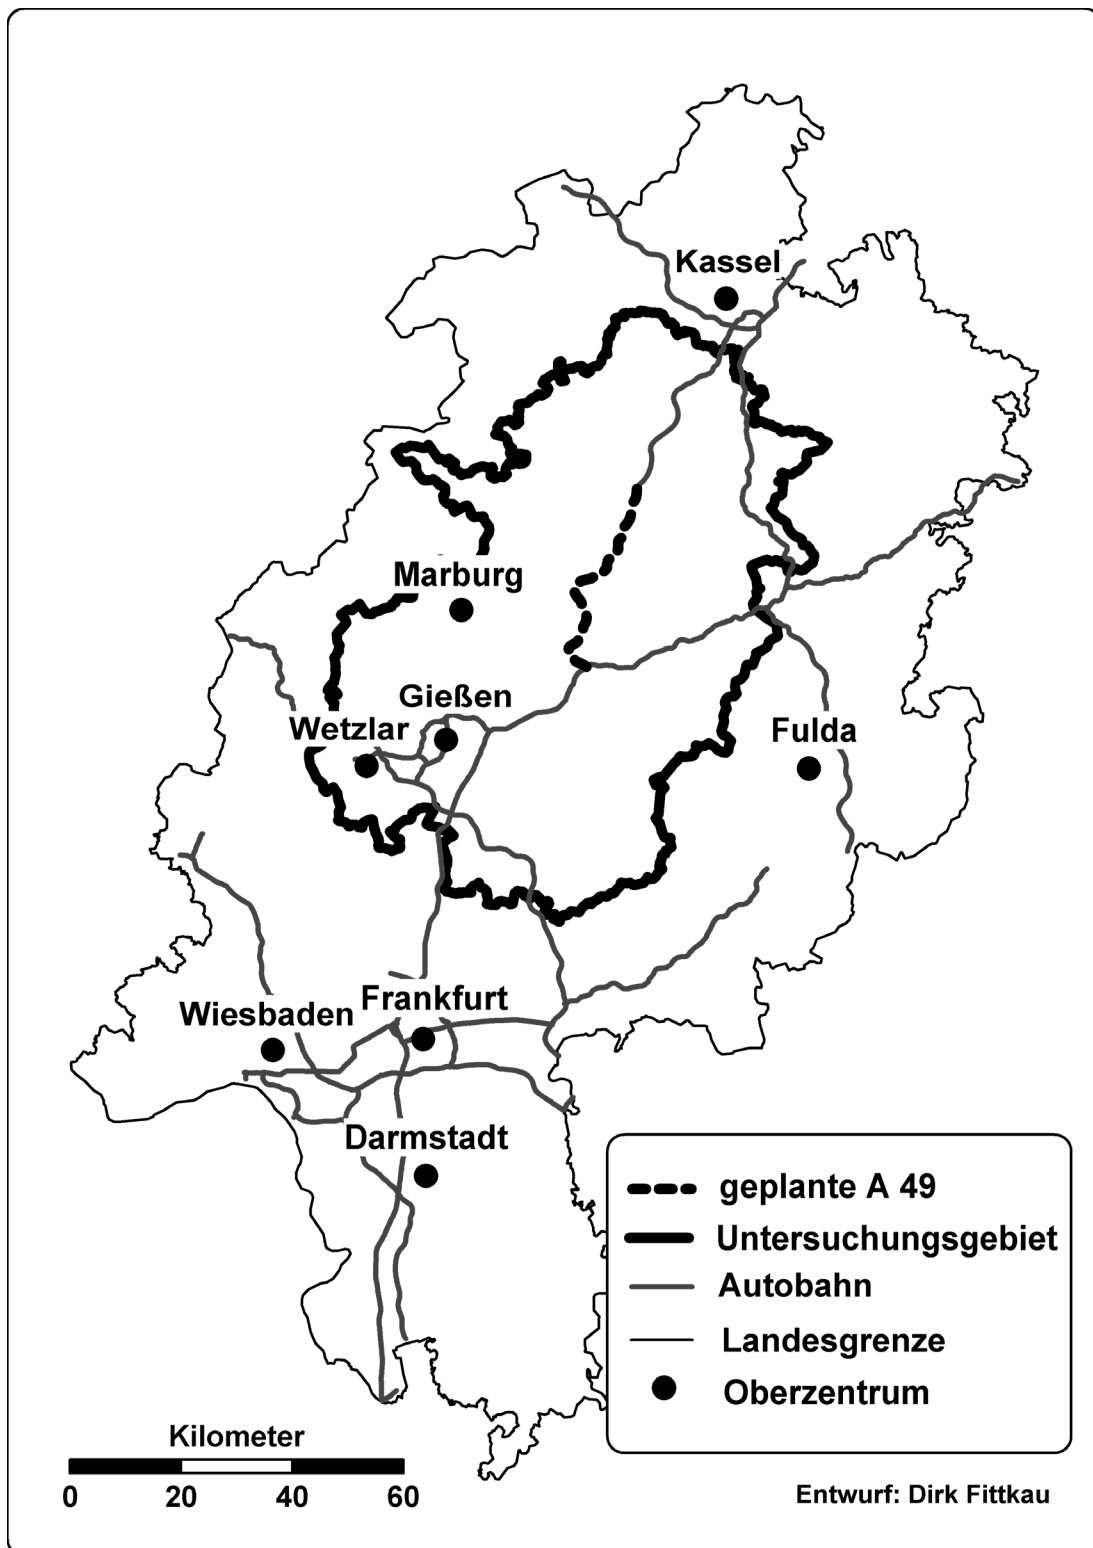 Kassel
Marburg
Gießen
Wetzlar
Fulda
Frankfurt
Wiesbaden
Darmstadt
geplante A 49
Untersuchungsgebiet
Autobahn
Landesgrenze
Oberzentrum
Kilometer
0 20 40 60
Entwurf: Dirk Fittkau